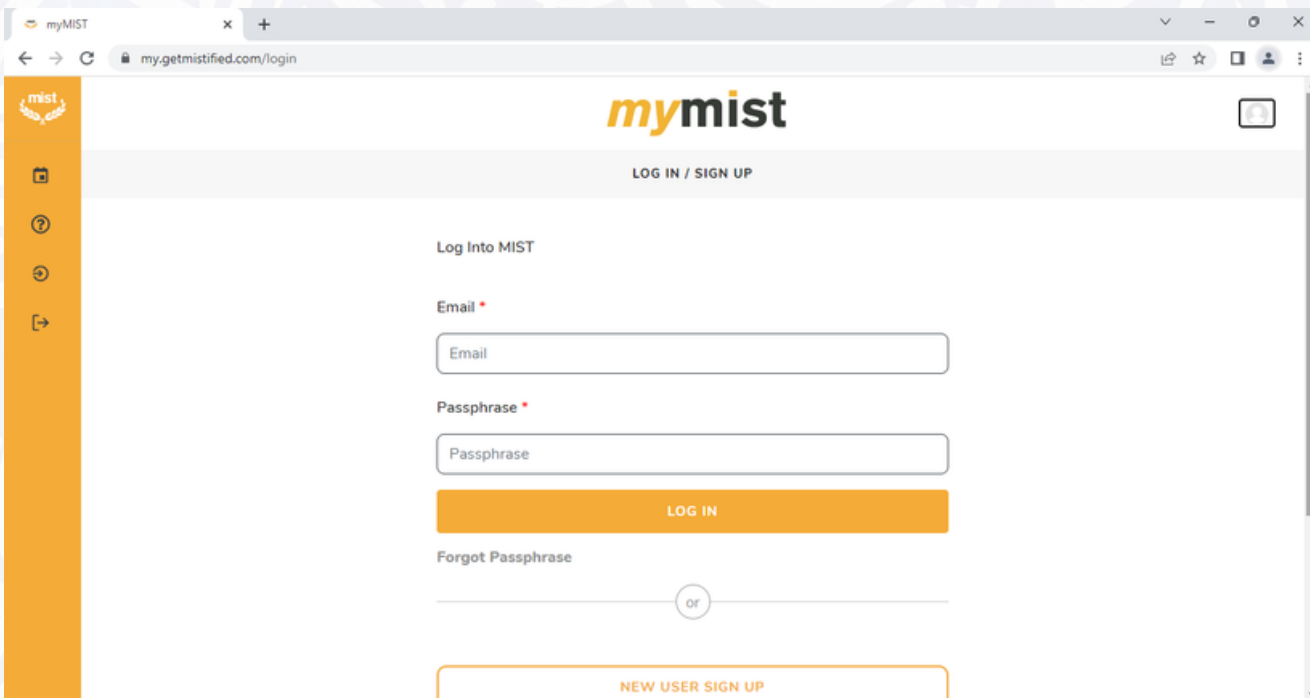 myMIST
my.getmistified.com/login
mist
mymist
LOG IN / SIGN UP
Log Into MIST
Email *
Email
Passphrase *
Passphrase
LOG IN
Forgot Passphrase
or
NEW USER SIGN UP